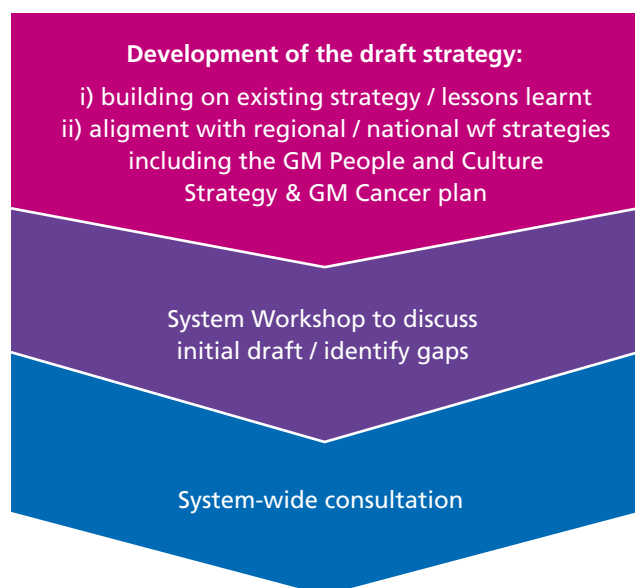 Development of the draft strategy:
i) building on existing strategy / lessons learnt
ii) aligment with regional / national wf strategies
including the GM People and Culture
Strategy & GM Cancer plan
System Workshop to discuss
initial draft / identify gaps
System-wide consultation